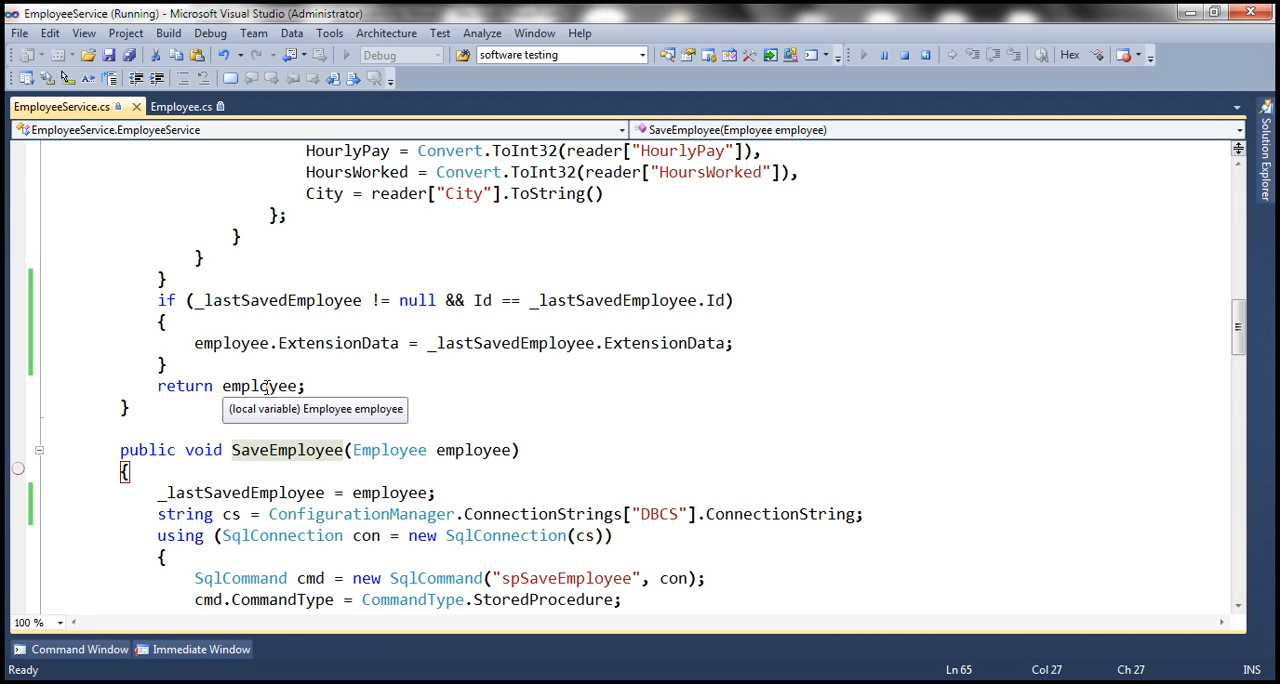 EmployeeService (Running) - Microsoft Visual Studio (Administrator)
File Edit View Project Build Debug Team Data Tools Architecture Test Analyze Window Help
Debug software testing Hex
EmployeeService.cs Employee.cs
EmployeeService.EmployeeService SaveEmployee(Employee employee)
HourlyPay = Convert.ToInt32(reader["HourlyPay"]),
HoursWorked = Convert.ToInt32(reader["HoursWorked"]),
City = reader["City"].ToString()
};
}
}
}
if (_lastSavedEmployee != null && Id == _lastSavedEmployee.Id)
{
employee.ExtensionData = _lastSavedEmployee.ExtensionData;
}
return employee;
}
(local variable) Employee employee
public void SaveEmployee(Employee employee)
{
_lastSavedEmployee = employee;
string cs = ConfigurationManager.ConnectionStrings["DBCS"].ConnectionString;
using (SqlConnection con = new SqlConnection(cs))
{
SqlCommand cmd = new SqlCommand("spSaveEmployee", con);
cmd.CommandType = CommandType.StoredProcedure;
100 %
Command Window Immediate Window
Ready Ln 65 Col 27 Ch 27 INS
Solution Explorer